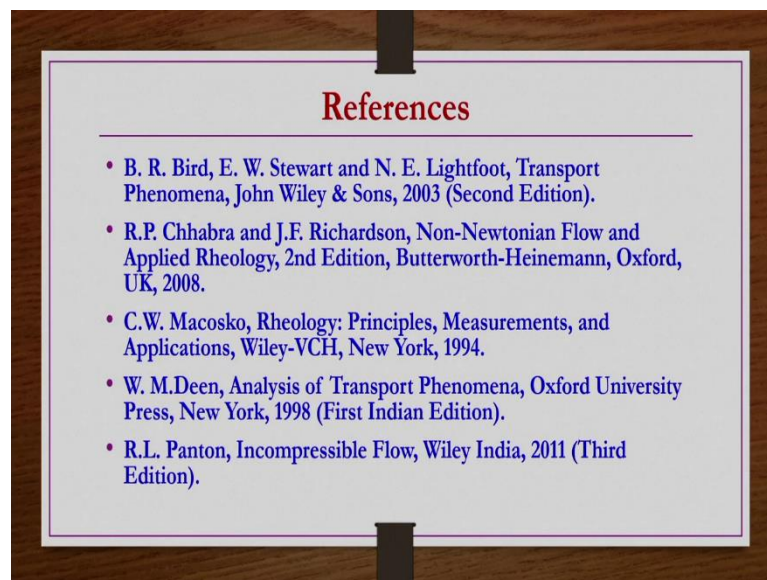 References
• B. R. Bird, E. W. Stewart and N. E. Lightfoot, Transport
Phenomena, John Wiley & Sons, 2003 (Second Edition).
• R.P. Chhabra and J.F. Richardson, Non-Newtonian Flow and
Applied Rheology, 2nd Edition, Butterworth-Heinemann, Oxford,
UK, 2008.
• C.W. Macosko, Rheology: Principles, Measurements, and
Applications, Wiley-VCH, New York, 1994.
• W. M.Deen, Analysis of Transport Phenomena, Oxford University
Press, New York, 1998 (First Indian Edition).
• R.L. Panton, Incompressible Flow, Wiley India, 2011 (Third
Edition).